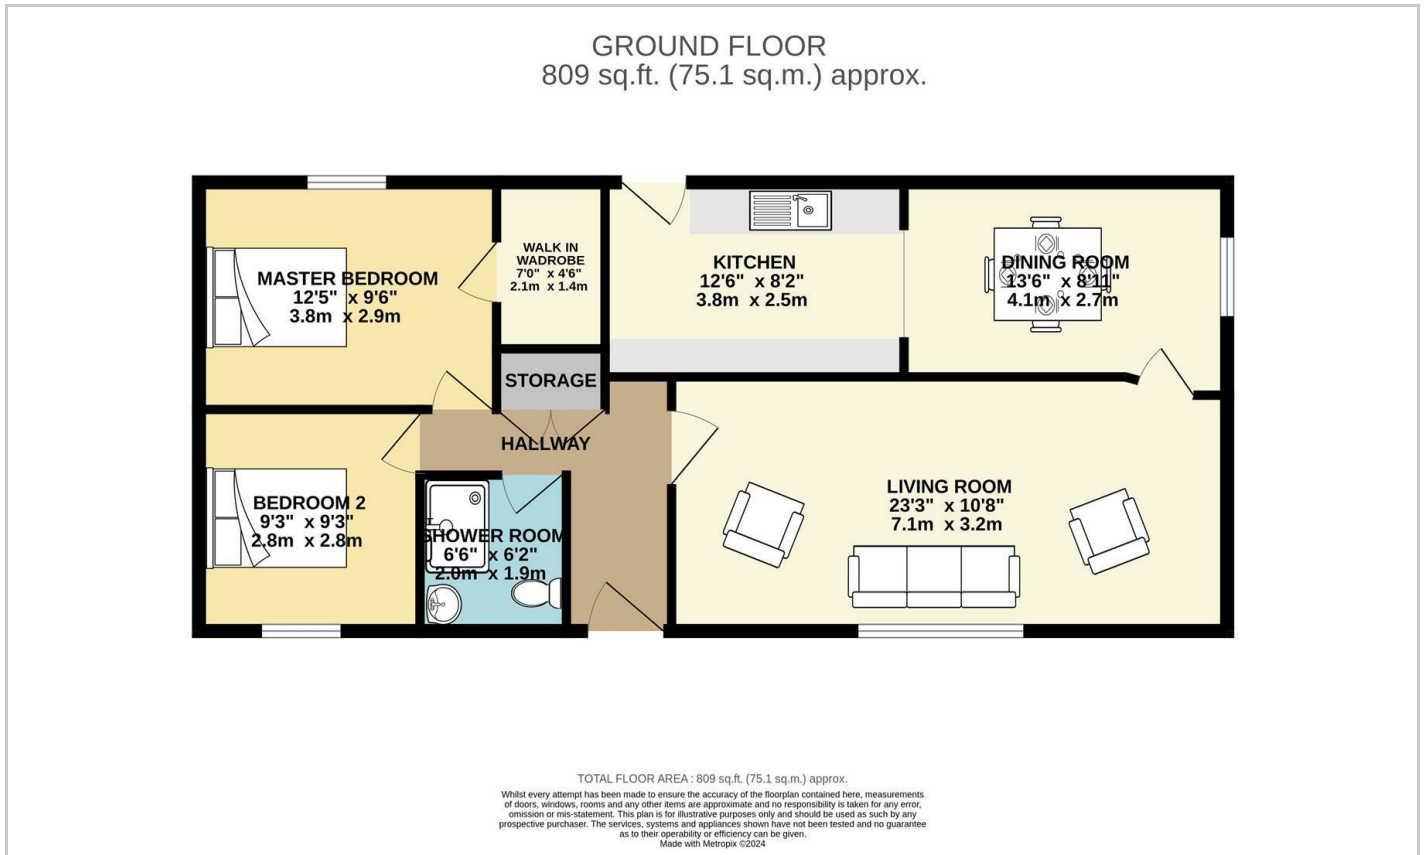 GROUND FLOOR
809 sq.ft. (75.1 sq.m.) approx.
MASTER BEDROOM
12'5" x 9'6"
3.8m x 2.9m
WALK IN
WADROBE
7'0" x 4'6"
2.1m x 1.4m
KITCHEN
12'6" x 8'2"
3.8m x 2.5m
DINING ROOM
13'6" x 8'11"
4.1m x 2.7m
STORAGE
HALLWAY
BEDROOM 2
9'3" x 9'3"
2.8m x 2.8m
SHOWER ROOM
6'6" x 6'2"
2.0m x 1.9m
LIVING ROOM
23'3" x 10'8"
7.1m x 3.2m
TOTAL FLOOR AREA : 809 sq.ft. (75.1 sq.m.) approx.
Whilst every attempt has been made to ensure the accuracy of the floorplan contained here, measurements
of doors, windows, rooms and any other items are approximate and no responsibility is taken for any error,
omission or mis-statement. This plan is for illustrative purposes only and should be used as such by any
prospective purchaser. The services, systems and appliances shown have not been tested and no guarantee
as to their operability or efficiency can be given.
Made with Metropix ©2024